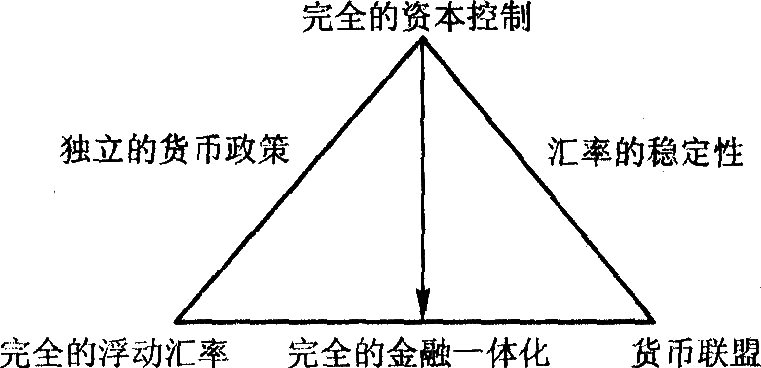 完全的资本控制
独立的货币政策
汇率的稳定性
完全的浮动汇率
完全的金融一体化
货币联盟